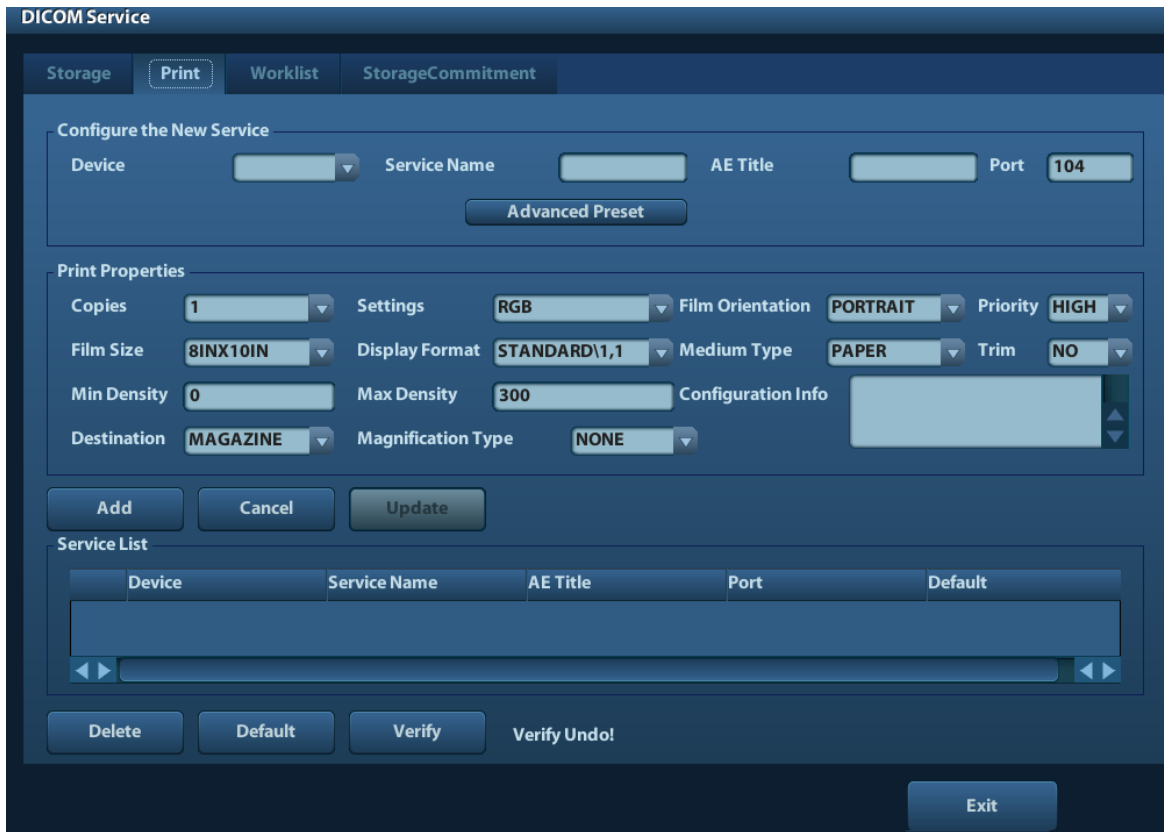 DICOM Service
Storage Print Worklist StorageCommitment
Configure the New Service
Device Service Name AE Title Port 104
Advanced Preset
Print Properties
Copies 1 Settings RGB Film Orientation PORTRAIT Priority HIGH
Film Size 8INX10IN Display Format STANDARD\1,1 Medium Type PAPER Trim NO
Min Density 0 Max Density 300 Configuration Info
Destination MAGAZINE Magnification Type NONE
Add Cancel Update
Service List
Device Service Name AE Title Port Default
Delete Default Verify Verify Undo!
Exit